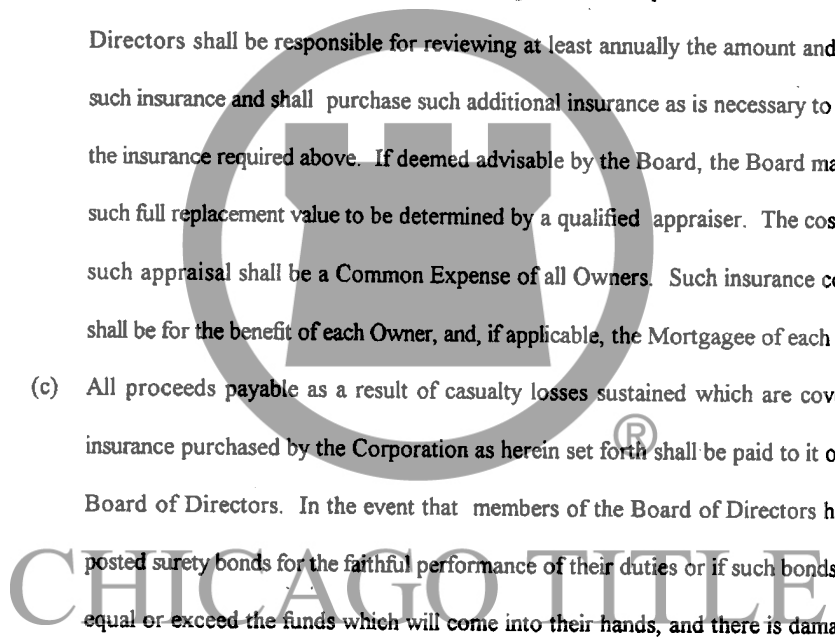 Directors shall be responsible for reviewing at least annually the amount and
such insurance and shall purchase such additional insurance as is necessary to
the insurance required above. If deemed advisable by the Board, the Board ma
such full replacement value to be determined by a qualified appraiser. The cos
such appraisal shall be a Common Expense of all Owners. Such insurance co
shall be for the benefit of each Owner, and, if applicable, the Mortgagee of each
(c) All proceeds payable as a result of casualty losses sustained which are cov
insurance purchased by the Corporation as herein set forth shall be paid to it o
®
Board of Directors. In the event that members of the Board of Directors h
posted surety bonds for the faithful performance of their duties or if such bonds
CHICAGO TITLE
equal or exceed the funds which will come into their hands, and there is dama